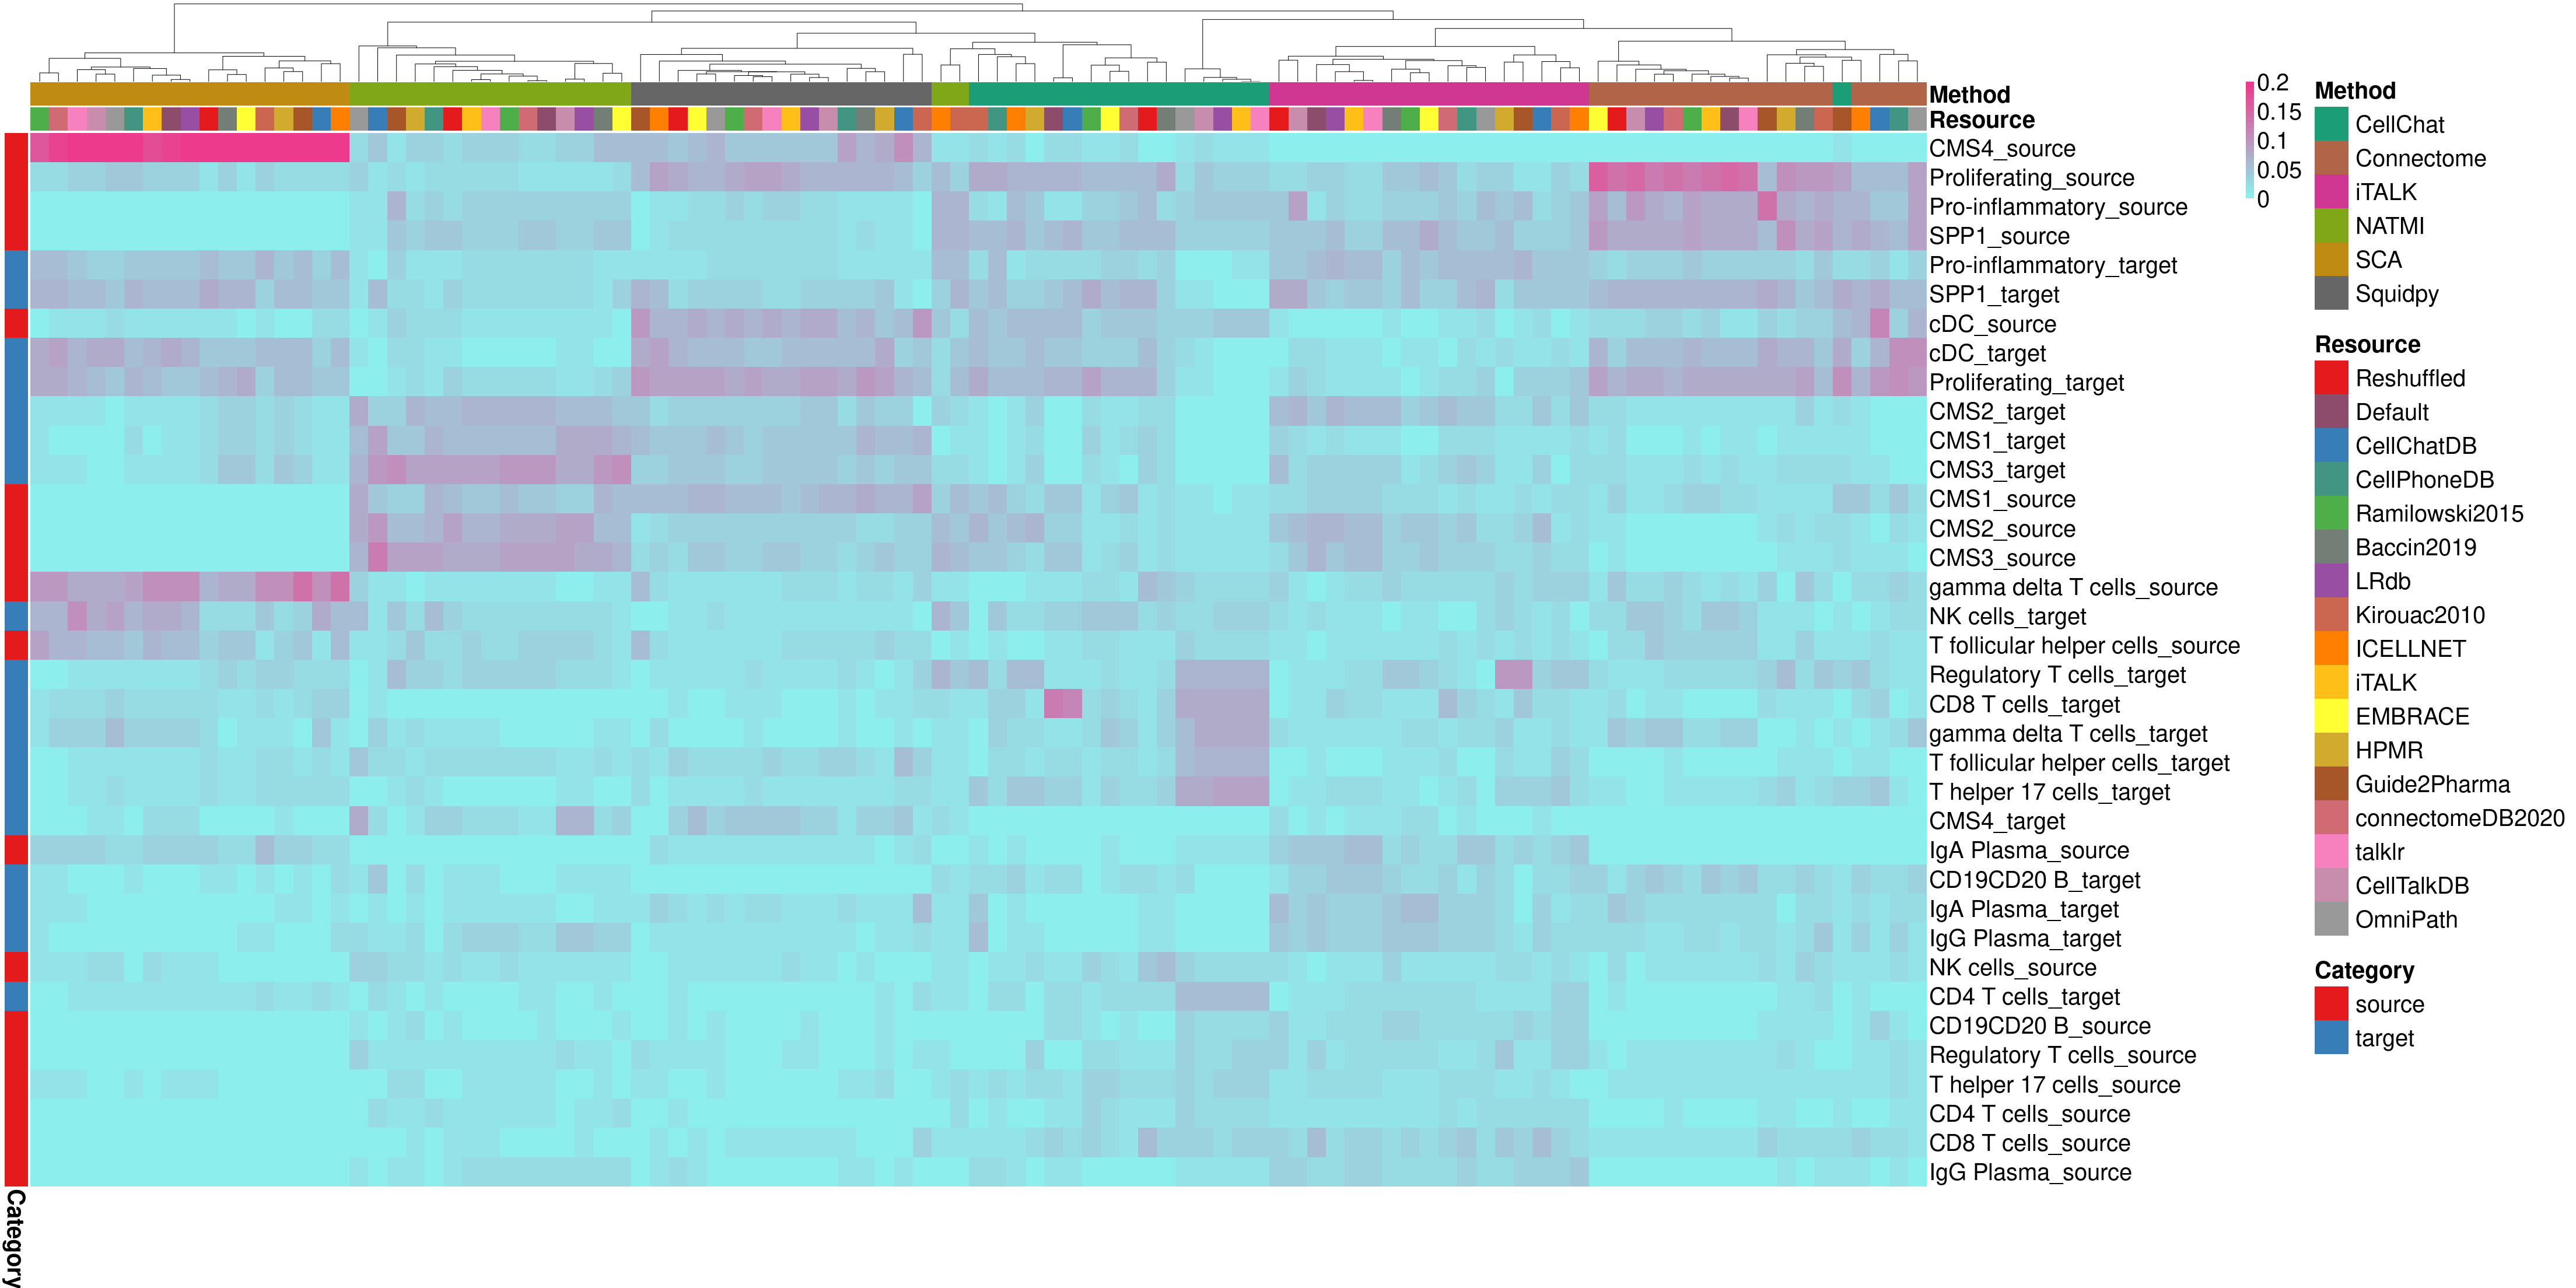 Method
Resource
CMS4_source
Proliferating_source
Pro-inflammatory_source
SPP1_source
Pro-inflammatory_target
SPP1_target
cDC_source
cDC_target
Proliferating_target
CMS2_target
CMS1_target
CMS3_target
CMS1_source
CMS2_source
CMS3_source
gamma delta T cells_source
NK cells_target
T follicular helper cells_source
Regulatory T cells_target
CD8 T cells_target
gamma delta T cells_target
T follicular helper cells_target
T helper 17 cells_target
CMS4_target
IgA Plasma_source
CD19CD20 B_target
IgA Plasma_target
IgG Plasma_target
NK cells_source
CD4 T cells_target
CD19CD20 B_source
Regulatory T cells_source
T helper 17 cells_source
CD4 T cells_source
CD8 T cells_source
IgG Plasma_source
Category
0.2
0.15
0.1
0.05
0
Method
CellChat
Connectome
iTALK
NATMI
SCA
Squidpy
Resource
Reshuffled
Default
CellChatDB
CellPhoneDB
Ramilowski2015
Baccin2019
LRdb
Kirouac2010
ICELLNET
iTALK
EMBRACE
HPMR
Guide2Pharma
connectomeDB2020
talklr
CellTalkDB
OmniPath
Category
source
target